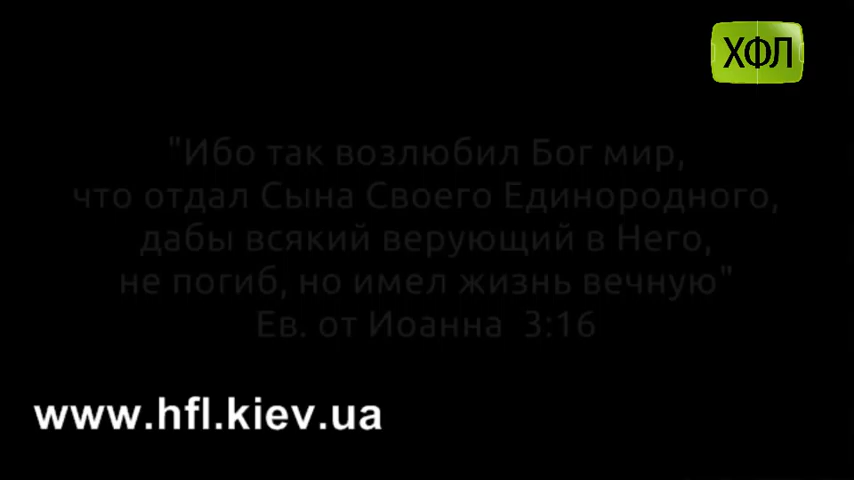 ХФЛ
"Ибо так возлюбил Бог мир,
что отдал Сына Своего Единородного,
дабы всякий верующий в Него,
не погиб, но имел жизнь вечную"
Ев. от Иоанна 3:16
www.hfl.kiev.ua